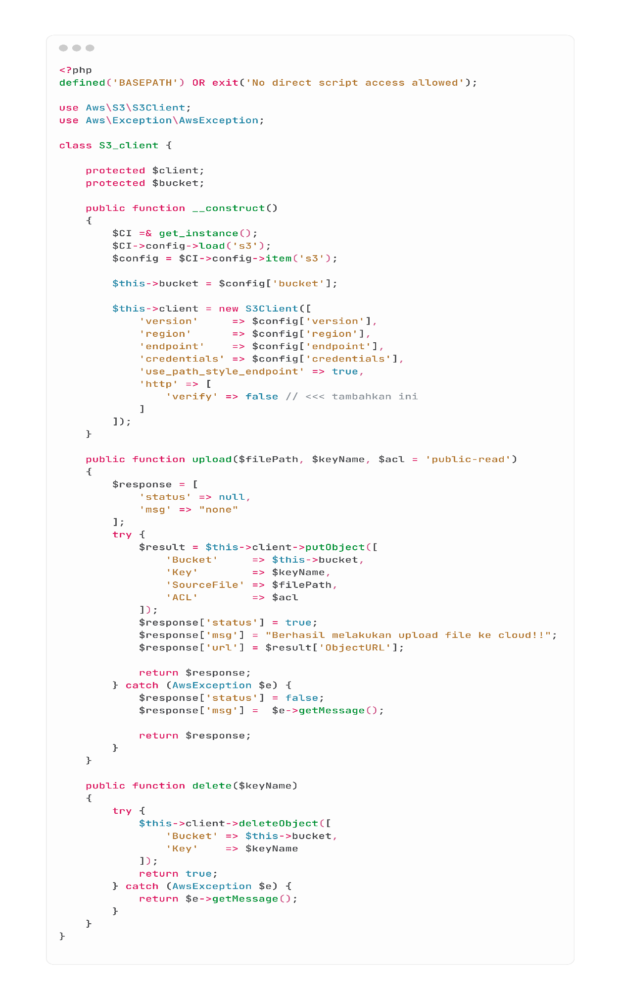 <?php
defined('BASEPATH') OR exit('No direct script access allowed');

use Aws\S3\S3Client;
use Aws\Exception\AwsException;

class S3_client {

    protected $client;
    protected $bucket;

    public function __construct()
    {
        $CI =& get_instance();
        $CI->config->load('s3');
        $config = $CI->config->item('s3');

        $this->bucket = $config['bucket'];

        $this->client = new S3Client([
            'version'     => $config['version'],
            'region'      => $config['region'],
            'endpoint'    => $config['endpoint'],
            'credentials' => $config['credentials'],
            'use_path_style_endpoint' => true,
            'http' => [
                'verify' => false // <<< tambahkan ini
            ]
        ]);
    }

    public function upload($filePath, $keyName, $acl = 'public-read')
    {
        $response = [
            'status' => null,
            'msg' => "none"
        ];
        try {
            $result = $this->client->putObject([
                'Bucket'     => $this->bucket,
                'Key'        => $keyName,
                'SourceFile' => $filePath,
                'ACL'        => $acl
            ]);
            $response['status'] = true;
            $response['msg'] = "Berhasil melakukan upload file ke cloud!!";
            $response['url'] = $result['ObjectURL'];

            return $response;
        } catch (AwsException $e) {
            $response['status'] = false;
            $response['msg'] =  $e->getMessage();

            return $response;
        }
    }

    public function delete($keyName)
    {
        try {
            $this->client->deleteObject([
                'Bucket' => $this->bucket,
                'Key'    => $keyName
            ]);
            return true;
        } catch (AwsException $e) {
            return $e->getMessage();
        }
    }
}